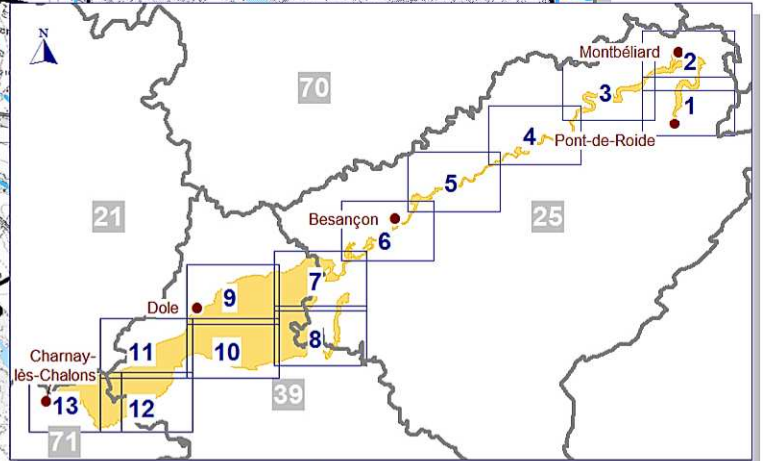 N
Montbéliard
2
70
3
1
4
Pont-de-Roide
5
21
Besançon
25
6
7
9
Dole
8
11
10
Charnay-
lès-Chalons
39
13
12
71